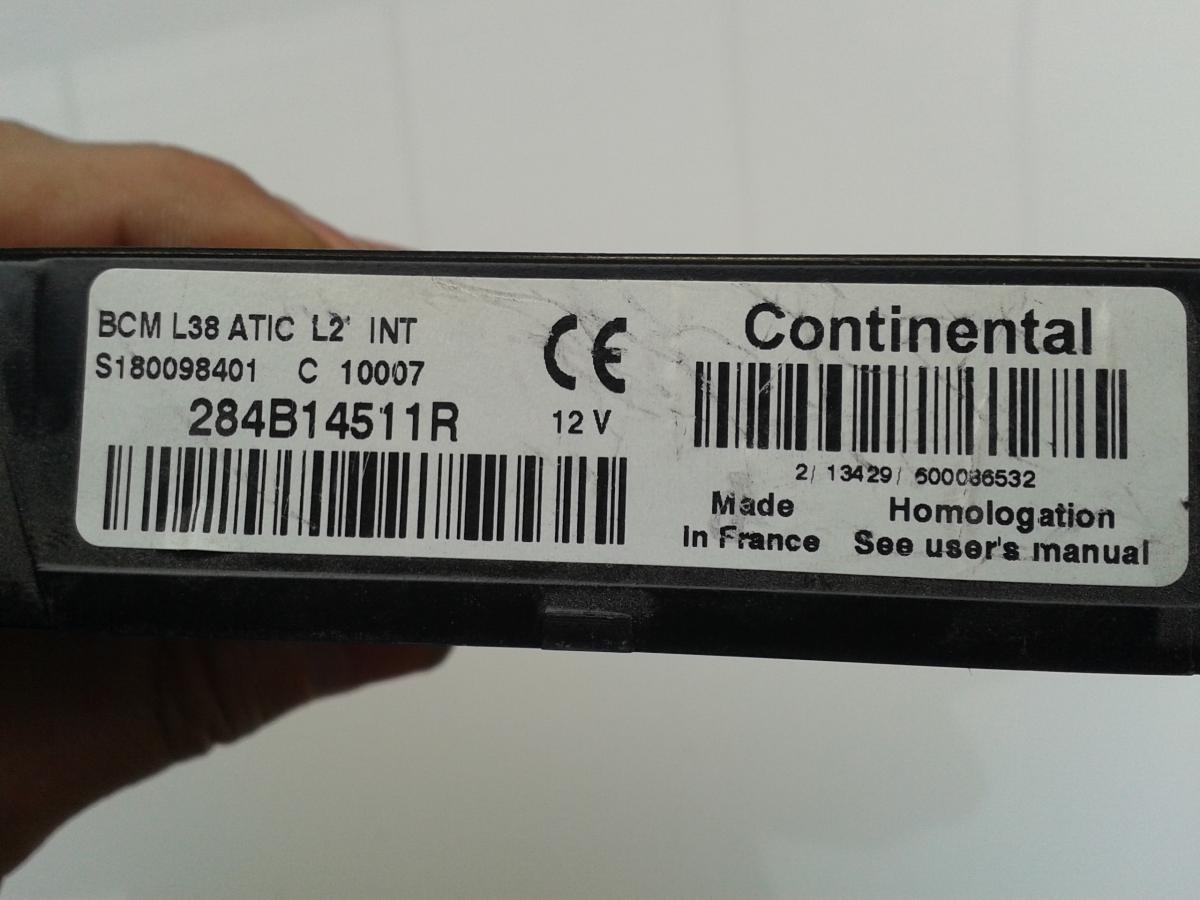 BCM L38 ATIC L2' INT
S180098401 C 10007
284B14511R
CE
12 V
Continental
2/ 13429/ 600086532
Made
in France
Homologation
See user's manual